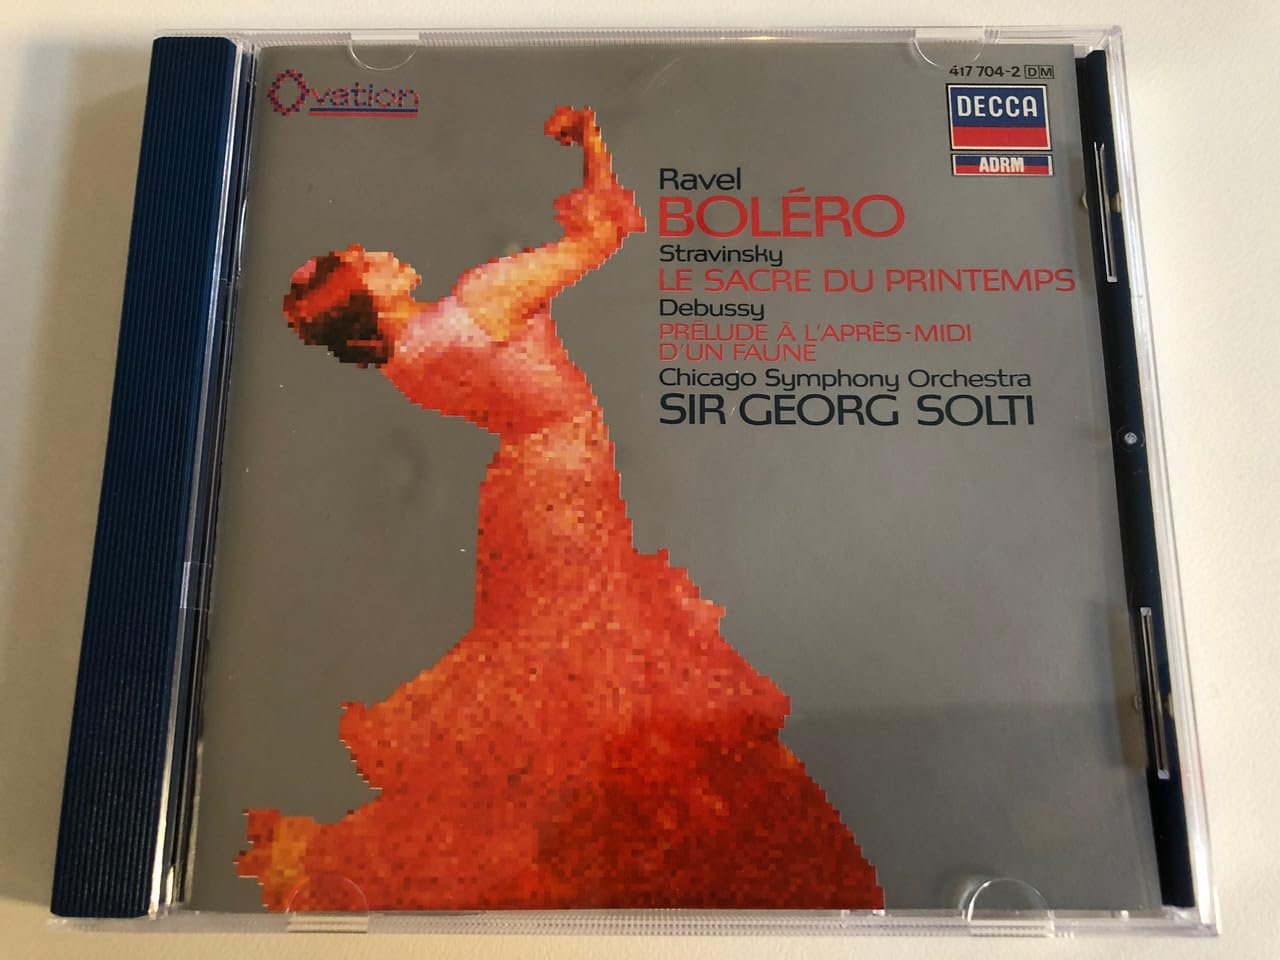 Ovation
417 704-2 DM
DECCA
ADRM
Ravel
BOLÉRO
Stravinsky
LE SACRE DU PRINTEMPS
Debussy
PRÉLUDE À L'APRÈS-MIDI
D'UN FAUNE
Chicago Symphony Orchestra
SIR GEORG SOLTI